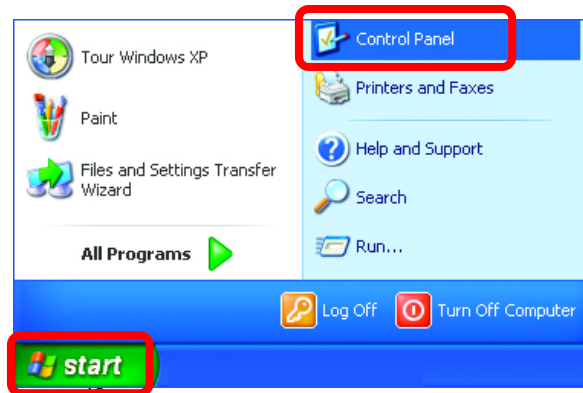 Tour Windows XP
Paint
Files and Settings Transfer
Wizard
All Programs
Control Panel
Printers and Faxes
Help and Support
Search
Run...
Log Off
Turn Off Computer
start